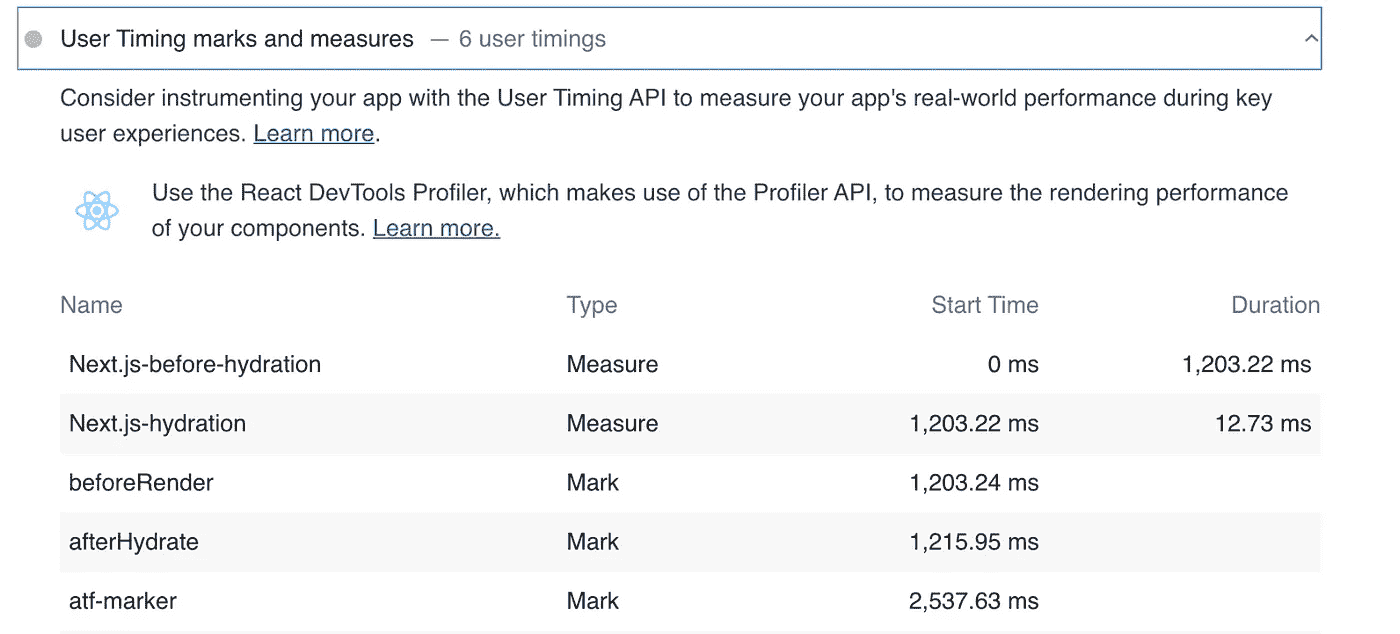 User Timing marks and measures — 6 user timings
Consider instrumenting your app with the User Timing API to measure your app's real-world performance during key
user experiences. Learn more.
Use the React DevTools Profiler, which makes use of the Profiler API, to measure the rendering performance
of your components. Learn more.
Name Type Start Time Duration
Next.js-before-hydration Measure 0 ms 1,203.22 ms
Next.js-hydration Measure 1,203.22 ms 12.73 ms
beforeRender Mark 1,203.24 ms
afterHydrate Mark 1,215.95 ms
atf-marker Mark 2,537.63 ms